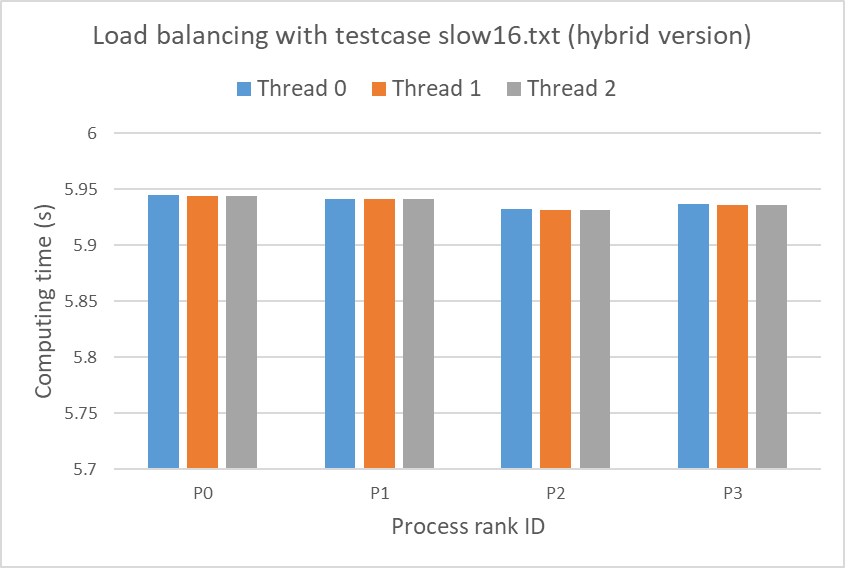 Load balancing with testcase slow16.txt (hybrid version)
Thread 0 Thread 1 Thread 2
6
5.95
5.9
5.85
5.8
5.75
5.7
Computing time (s)
P0 P1 P2 P3
Process rank ID